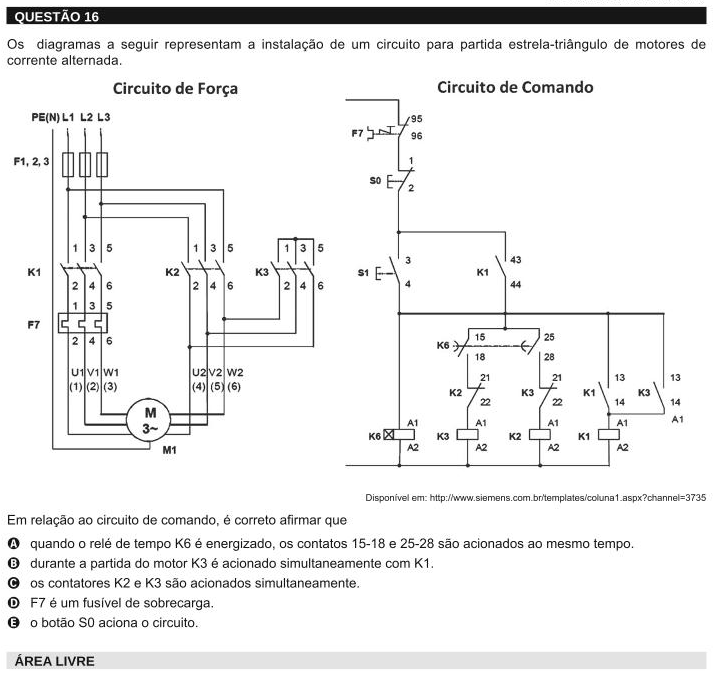 QUESTÃO 16
Os diagramas a seguir representam a instalação de um circuito para partida estrela-triângulo de motores de
corrente alternada.
Circuito de Força
Circuito de Comando
PE(N) L1 L2 L3
F1, 2, 3
1 3 5
K1
2 4 6
1 3 5
F7
2 4 6
U1 V1 W1
(1) (2) (3)
1 3 5
K2
2 4 6
1 3 5
K3
2 4 6
U2 V2 W2
(4) (5) (6)
M
3~
M1
F7
95
96
S0
1
2
S1
3
4
K1
43
44
K6
15
18
25
28
K2
21
22
K3
21
22
K1
13
14
K3
13
14
A1
K6
A1
A2
K3
A1
A2
K2
A1
A2
K1
A1
A2
Disponível em: http://www.siemens.com.br/templates/coluna1.aspx?channel=3735
Em relação ao circuito de comando, é correto afirmar que
A quando o relé de tempo K6 é energizado, os contatos 15-18 e 25-28 são acionados ao mesmo tempo.
B durante a partida do motor K3 é acionado simultaneamente com K1.
C os contatores K2 e K3 são acionados simultaneamente.
D F7 é um fusível de sobrecarga.
E o botão S0 aciona o circuito.
ÁREA LIVRE